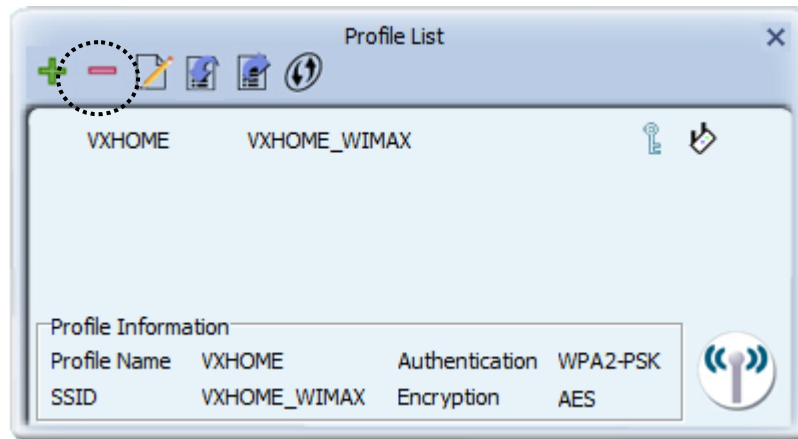 Profile List
VXHOME VXHOME_WIMAX
Profile Information
Profile Name VXHOME Authentication WPA2-PSK
SSID VXHOME_WIMAX Encryption AES